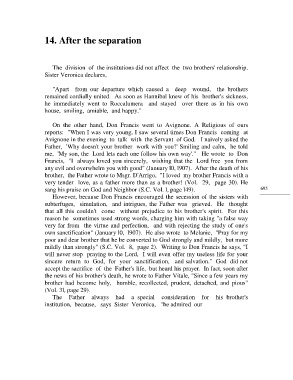 14. After the separation
The division of the institutions did not affect the two brothers' relationship.
Sister Veronica declares,
"Apart from our departure which caused a deep wound, the brothers
remained cordially united. As soon as Hannibal knew of his brother's sickness,
he immediately went to Roccalumera and stayed over there as in his own
house, smiling, amiable, and happy."
On the other hand, Don Francis went to Avignone. A Religious of ours
reports: "When I was very young, I saw several times Don Francis coming at
Avignone in the evening to talk with the Servant of God. I naively asked the
Father, 'Why doesn't your brother work with you?' Smiling and calm, he told
me, 'My son, the Lord lets each one follow his own way'." He wrote to Don
Francis, "I always loved you sincerely, wishing that the Lord free you from
any evil and overwhelm you with good" (January 10, 1907). After the death of his
brother, the Father wrote to Msgr. D'Arrigo, "I loved my brother Francis with a
very tender love, as a father more than as a brother! (Vol. 29, page 30). He
sang his praise on God and Neighbor (S.C. Vol. 1, page 149).
However, because Don Francis encouraged the secession of the sisters with
subterfuges, simulation, and intrigues, the Father was grieved. He thought
that all this couldn't come without prejudice to his brother's spirit. For this
reason he sometimes used strong words, charging him with taking "a false way
very far from the virtue and perfection, and with rejecting the study of one's
own sanctification" (January 10, 1907). He also wrote to Melanie, "Pray for my
poor and dear brother that he be converted to God strongly and mildly, but more
mildly than strongly" (S.C. Vol. 8, page 2). Writing to Don Francis he says, "I
will never stop praying to the Lord. I will even offer my useless life for your
sincere return to God, for your sanctification, and salvation." God did not
accept the sacrifice of the Father's life, but heard his prayer. In fact, soon after
the news of his brother's death, he wrote to Father Vitale, "Since a few years my
brother had become holy, humble, recollected, prudent, detached, and pious"
(Vol. 31, page 29).
The Father always had a special consideration for his brother's
institution, because, says Sister Veronica, "he admired our